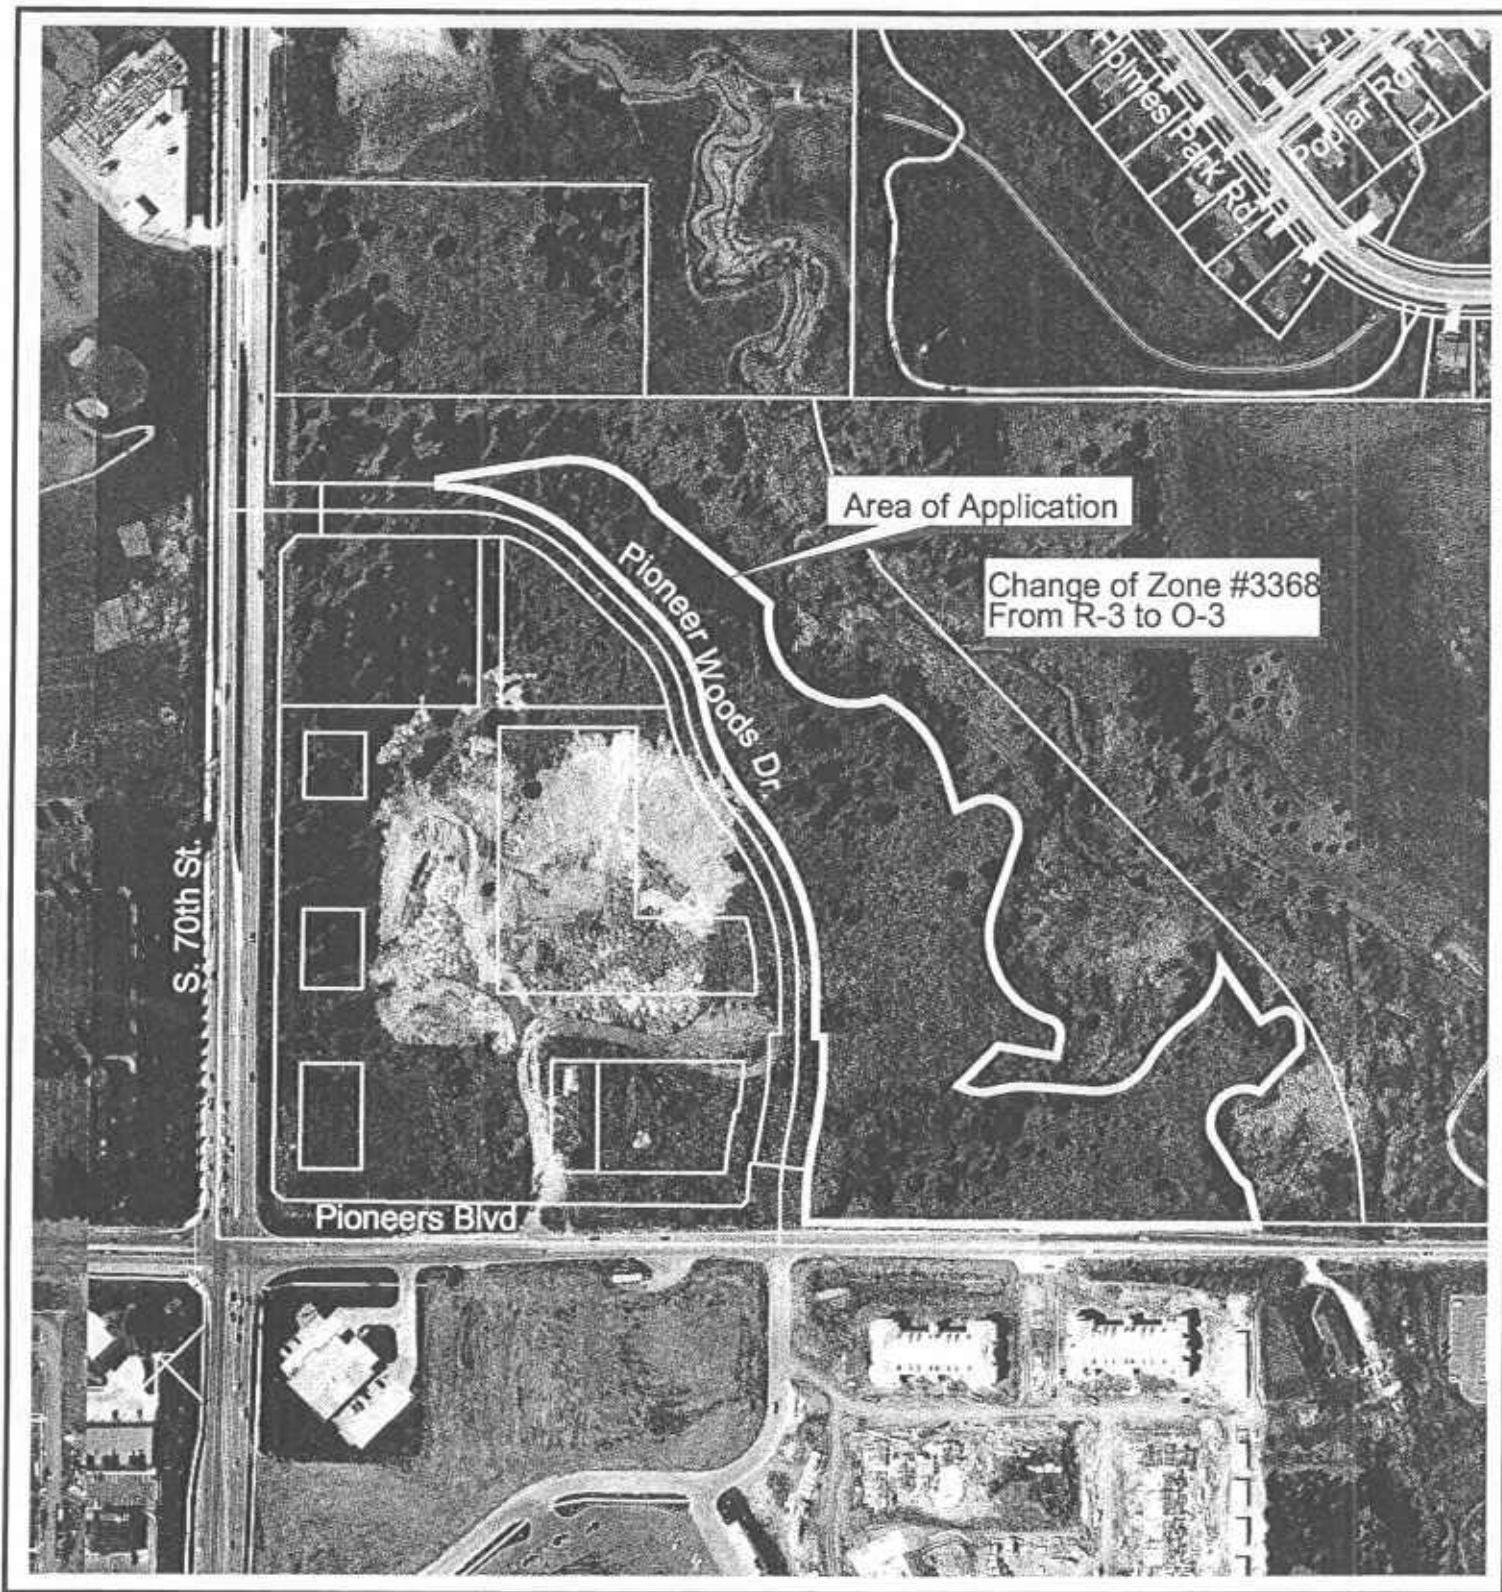 Holmes Park Rd
Poplar Rd
Area of Application
Change of Zone #3368
From R-3 to O-3
Pioneer Woods Dr.
S. 70th St.
Pioneers Blvd